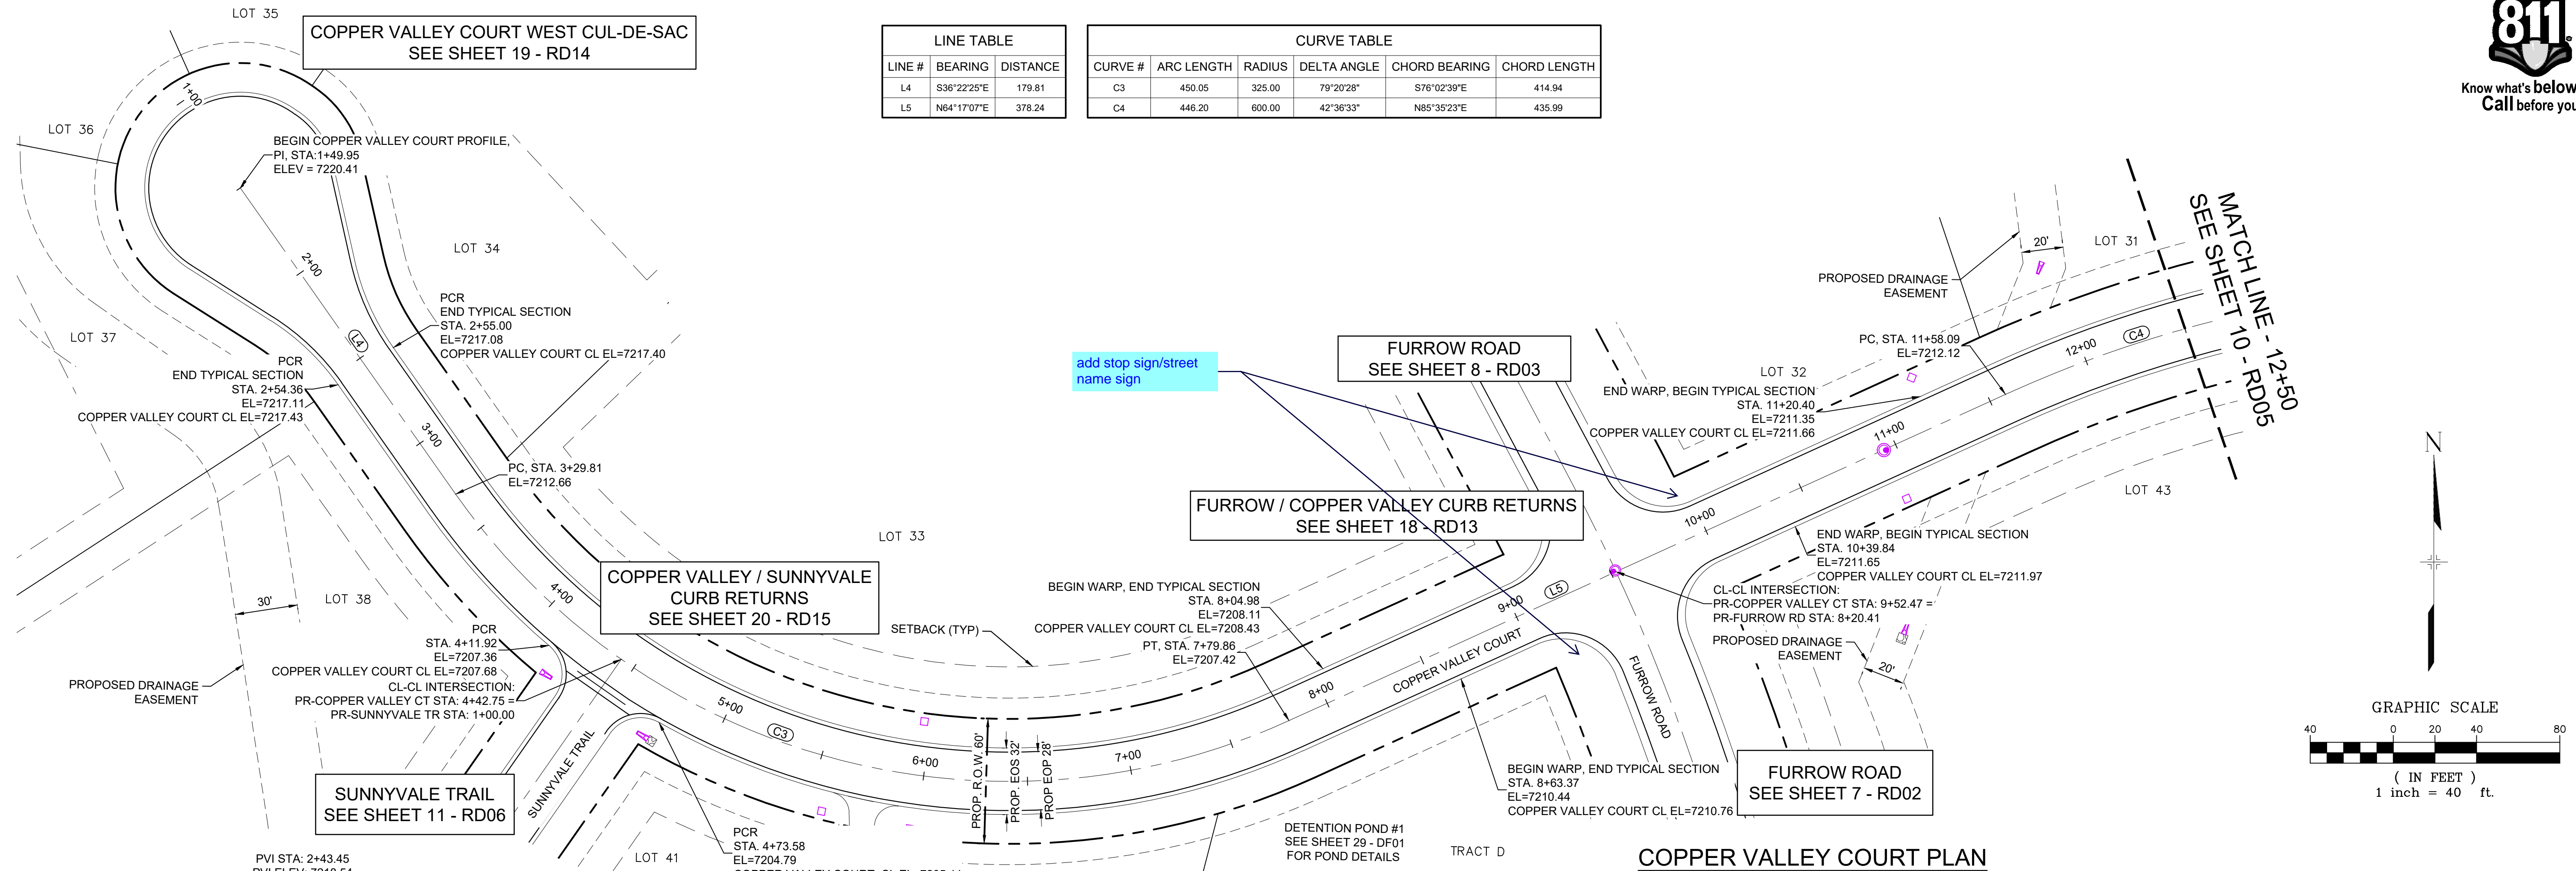 LOT 35
COPPER VALLEY COURT WEST CUL-DE-SAC
SEE SHEET 19 - RD14
LINE TABLE
LINE # BEARING DISTANCE
L4 S36°22'25"E 179.81
L5 N64°17'07"E 378.24
CURVE TABLE
CURVE # ARC LENGTH RADIUS DELTA ANGLE CHORD BEARING CHORD LENGTH
C3 450.05 325.00 79°20'28" S76°02'39"E 414.94
C4 446.20 600.00 42°36'33" N85°35'23"E 435.99
811
Know what's below
Call before you
1+00
LOT 36
BEGIN COPPER VALLEY COURT PROFILE,
PI, STA:1+49.95
ELEV = 7220.41
2+00
LOT 34
LOT 37
L4
PCR
END TYPICAL SECTION
STA. 2+55.00
EL=7217.08
COPPER VALLEY COURT CL EL=7217.40
PCR
END TYPICAL SECTION
STA. 2+54.36
EL=7217.11
COPPER VALLEY COURT CL EL=7217.43
3+00
PC, STA. 3+29.81
EL=7212.66
add stop sign/street
name sign
FURROW ROAD
SEE SHEET 8 - RD03
PROPOSED DRAINAGE
EASEMENT
20'
LOT 31
MATCH LINE - 12+50
SEE SHEET 10 - RD05
PC, STA. 11+58.09
EL=7212.12
12+00
C4
LOT 32
END WARP, BEGIN TYPICAL SECTION
STA. 11+20.40
EL=7211.35
COPPER VALLEY COURT CL EL=7211.66
11+00
LOT 43
N
FURROW / COPPER VALLEY CURB RETURNS
SEE SHEET 18 - RD13
10+00
END WARP, BEGIN TYPICAL SECTION
STA. 10+39.84
EL=7211.65
COPPER VALLEY COURT CL EL=7211.97
CL-CL INTERSECTION:
PR-COPPER VALLEY CT STA: 9+52.47 =
PR-FURROW RD STA: 8+20.41
PROPOSED DRAINAGE
EASEMENT
20'
LOT 33
COPPER VALLEY / SUNNYVALE
CURB RETURNS
SEE SHEET 20 - RD15
4+00
30'
LOT 38
BEGIN WARP, END TYPICAL SECTION
STA. 8+04.98
EL=7208.11
COPPER VALLEY COURT CL EL=7208.43
PT, STA. 7+79.86
EL=7207.42
SETBACK (TYP)
9+00
L5
COPPER VALLEY COURT
8+00
FURROW ROAD
PCR
STA. 4+11.92
EL=7207.36
COPPER VALLEY COURT CL EL=7207.68
CL-CL INTERSECTION:
PR-COPPER VALLEY CT STA: 4+42.75 =
PR-SUNNYVALE TR STA: 1+00.00
PROPOSED DRAINAGE
EASEMENT
5+00
C3
6+00
7+00
PROP. R.O.W. 60'
PROP. EOS 32'
PROP EOP 28'
SUNNYVALE TRAIL
SUNNYVALE TRAIL
SEE SHEET 11 - RD06
BEGIN WARP, END TYPICAL SECTION
STA. 8+63.37
EL=7210.44
COPPER VALLEY COURT CL EL=7210.76
FURROW ROAD
SEE SHEET 7 - RD02
GRAPHIC SCALE
40 0 20 40 80
( IN FEET )
1 inch = 40 ft.
PCR
STA. 4+73.58
EL=7204.79
LOT 41
DETENTION POND #1
SEE SHEET 29 - DF01
FOR POND DETAILS
TRACT D
COPPER VALLEY COURT PLAN
PVI STA: 2+43.45